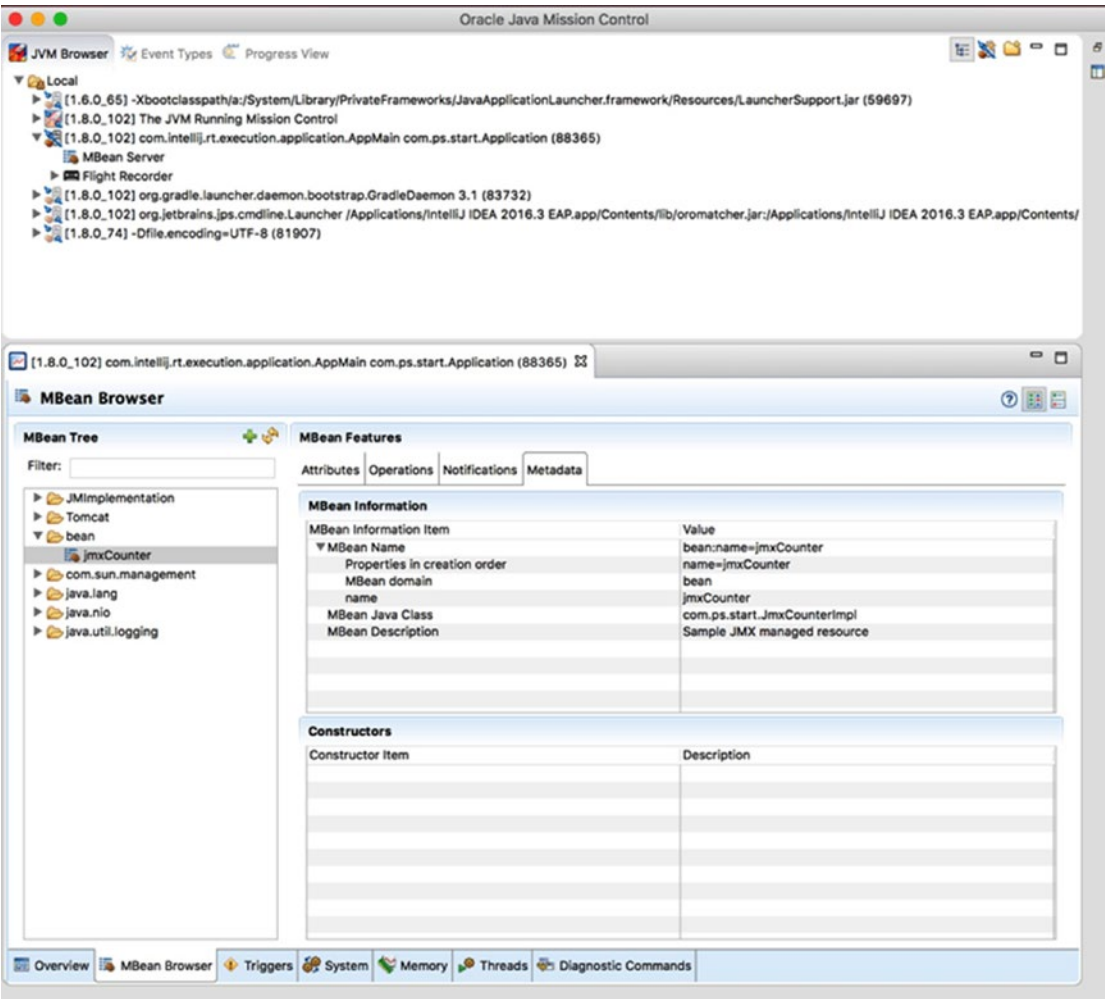 Oracle Java Mission Control
JVM Browser Event Types Progress View
Local
[1.6.0_65] -Xbootclasspath/a:/System/Library/PrivateFrameworks/JavaApplicationLauncher.framework/Resources/LauncherSupport.jar (59697)
[1.8.0_102] The JVM Running Mission Control
[1.8.0_102] com.intellij.rt.execution.application.AppMain com.ps.start.Application (88365)
MBean Server
Flight Recorder
[1.8.0_102] org.gradle.launcher.daemon.bootstrap.GradleDaemon 3.1 (83732)
[1.8.0_102] org.jetbrains.jps.cmdline.Launcher /Applications/IntelliJ IDEA 2016.3 EAP.app/Contents/lib/oromatcher.jar:/Applications/IntelliJ IDEA 2016.3 EAP.app/Contents/
[1.8.0_74] -Dfile.encoding=UTF-8 (81907)
[1.8.0_102] com.intellij.rt.execution.application.AppMain com.ps.start.Application (88365)
MBean Browser
MBean Tree
Filter:
JMImplementation
Tomcat
bean
jmxCounter
com.sun.management
java.lang
java.nio
java.util.logging
MBean Features
Attributes Operations Notifications Metadata
MBean Information
MBean Information Item Value
MBean Name bean:name=jmxCounter
Properties in creation order name=jmxCounter
MBean domain bean
name jmxCounter
MBean Java Class com.ps.start.JmxCounterImpl
MBean Description Sample JMX managed resource
Constructors
Constructor Item Description
Overview MBean Browser Triggers System Memory Threads Diagnostic Commands